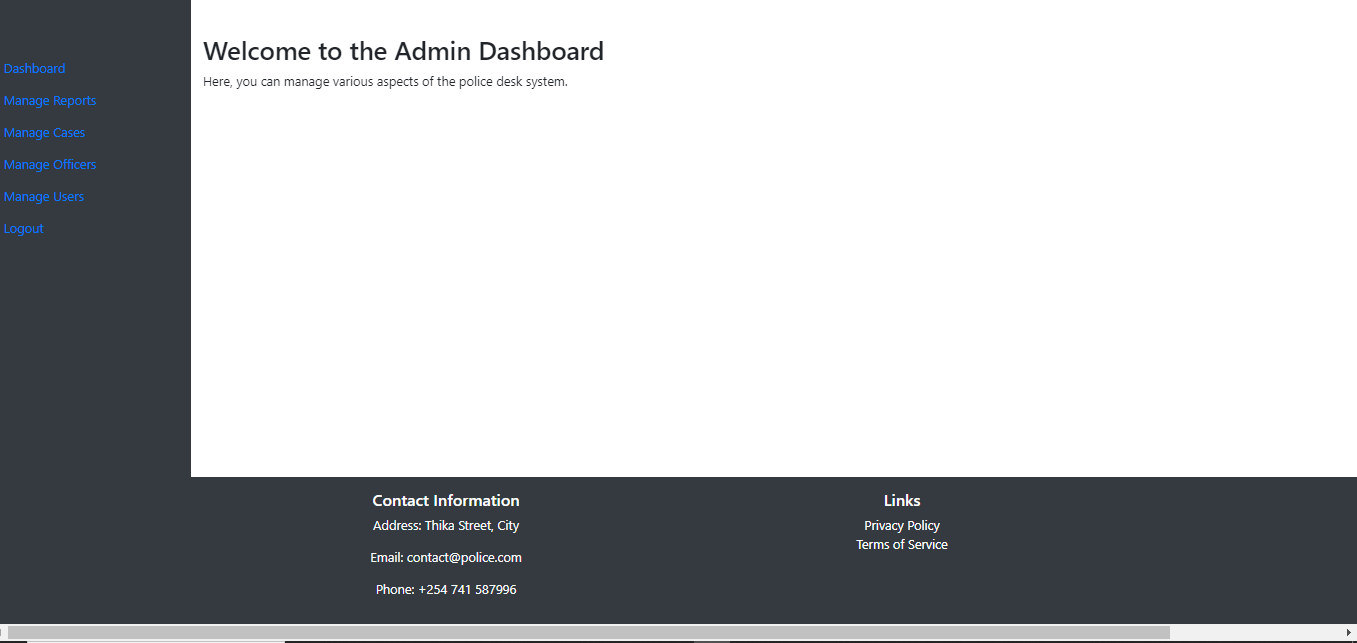 Dashboard
Manage Reports
Manage Cases
Manage Officers
Manage Users
Logout
Welcome to the Admin Dashboard
Here, you can manage various aspects of the police desk system.
Contact Information
Address: Thika Street, City
Email: contact@police.com
Phone: +254 741 587996
Links
Privacy Policy
Terms of Service